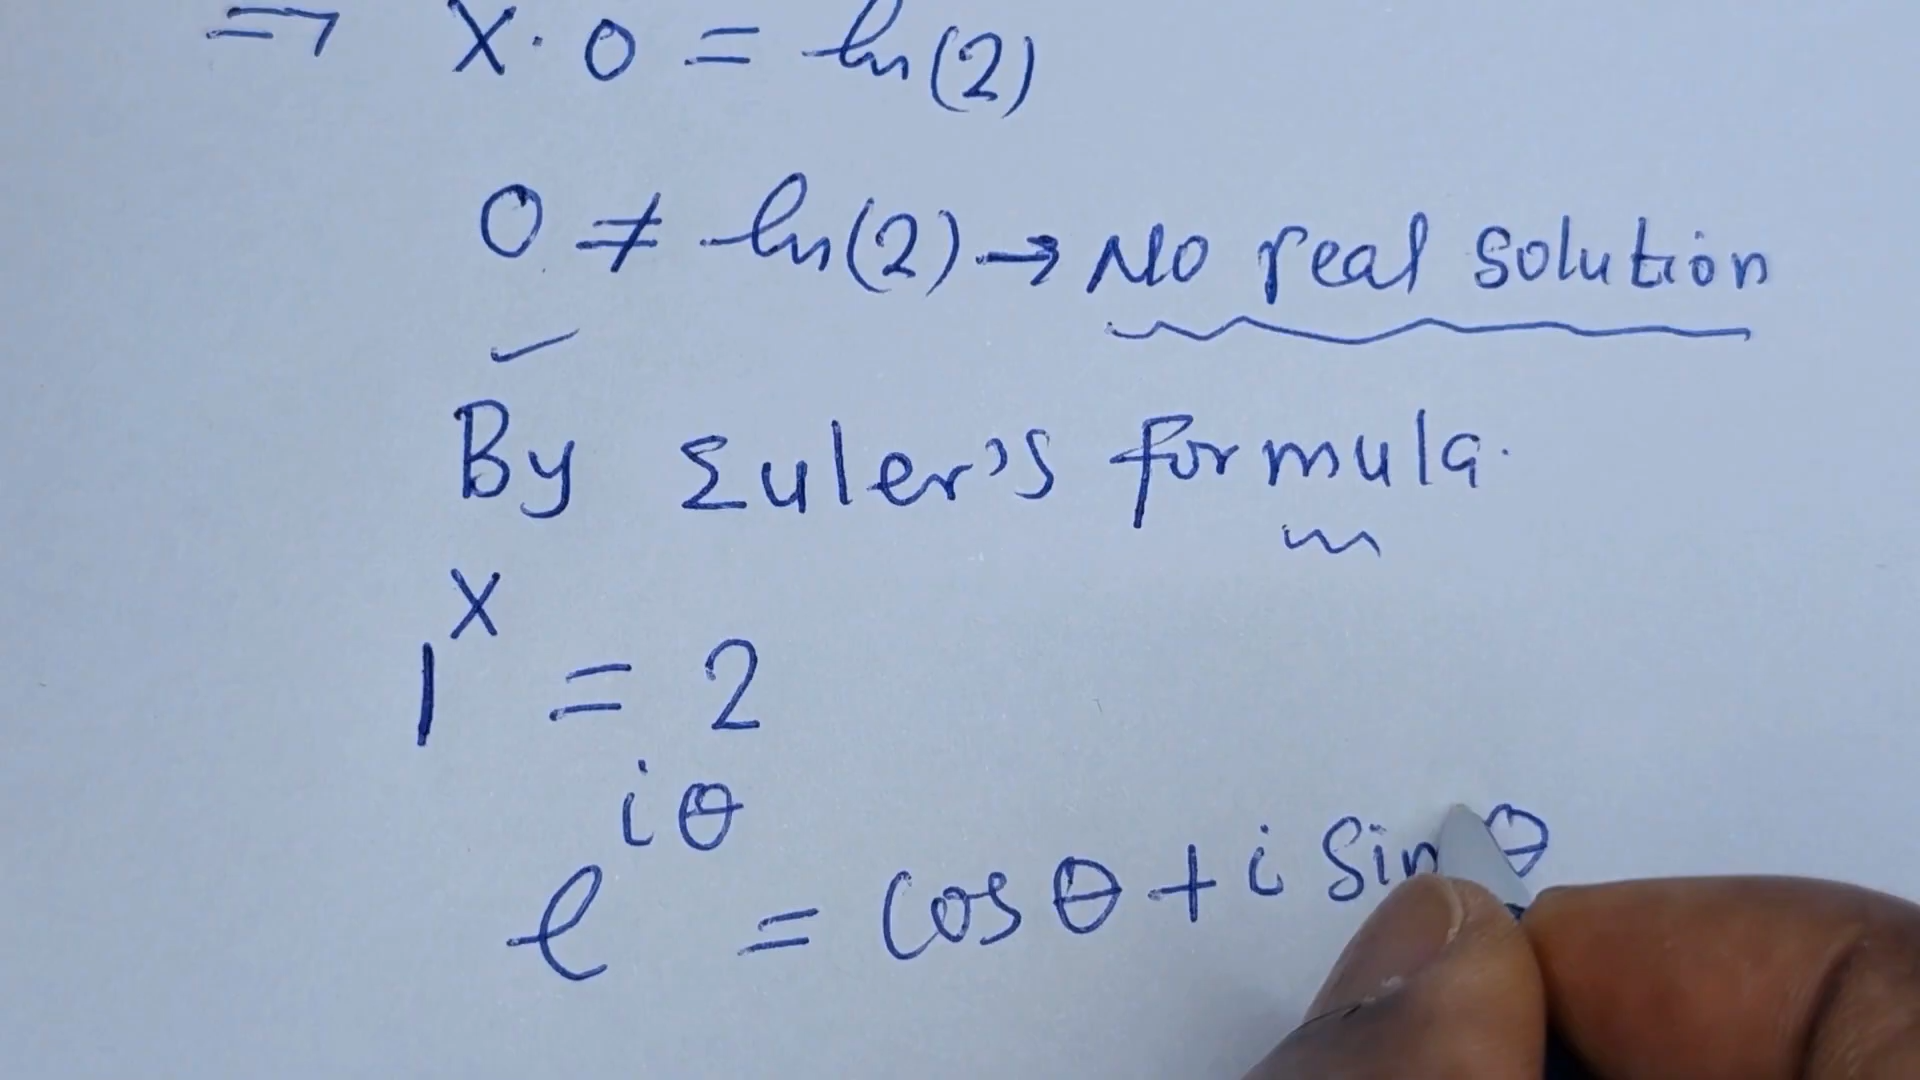 => x · 0 = ln(2)
0 ≠ ln(2) → No real solution
By Euler's formula.
1^x = 2
e^{iθ} = cos θ + i sin θ